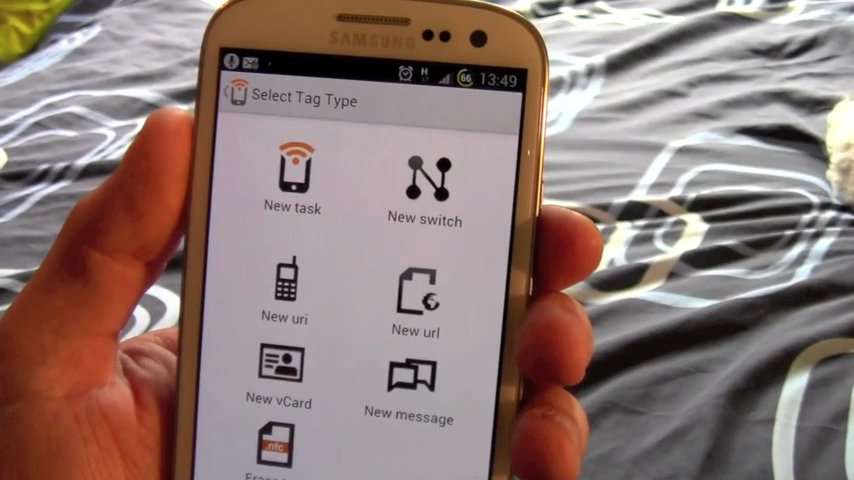 SAMSUNG
H
66
13:49
Select Tag Type
New task
New switch
New uri
New url
New vCard
New message
.nfc